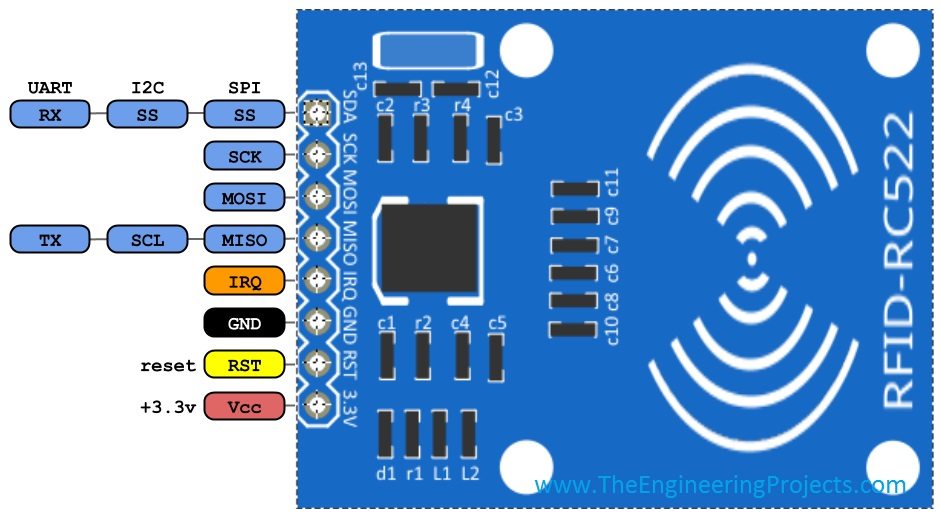 UART I2C SPI
RX SS SS
SCK
MOSI
TX SCL MISO
IRQ
GND
reset RST
+3.3v Vcc
SDA SCK MOSI MISO IRQ GND RST 3.3V
c13 c12
c2 r3 r4 c3
c11
c9
c7
c6
c8
c10
c1 r2 c4 c5
d1 r1 L1 L2
RFID-RC522
www.TheEngineeringProjects.com